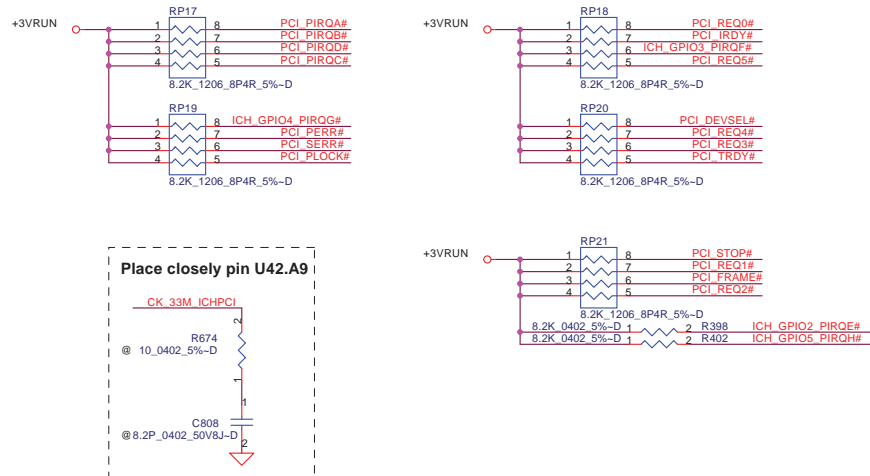 RP17
+3VRUN 1 8 PCI_PIRQA#
2 7 PCI_PIRQB#
3 6 PCI_PIRQD#
4 5 PCI_PIRQC#
8.2K_1206_8P4R_5%~D
RP19
1 8 ICH_GPIO4_PIRQG#
2 7 PCI_PERR#
3 6 PCI_SERR#
4 5 PCI_PLOCK#
8.2K_1206_8P4R_5%~D
RP18
+3VRUN 1 8 PCI_REQ0#
2 7 PCI_IRDY#
3 6 ICH_GPIO3_PIRQF#
4 5 PCI_REQ5#
8.2K_1206_8P4R_5%~D
RP20
1 8 PCI_DEVSEL#
2 7 PCI_REQ4#
3 6 PCI_REQ3#
4 5 PCI_TRDY#
8.2K_1206_8P4R_5%~D
Place closely pin U42.A9
CK_33M_ICHPCI
2
R674
@ 10_0402_5%~D
1
1
C808
@ 8.2P_0402_50V8J~D
2
RP21
+3VRUN 1 8 PCI_STOP#
2 7 PCI_REQ1#
3 6 PCI_FRAME#
4 5 PCI_REQ2#
8.2K_1206_8P4R_5%~D
8.2K_0402_5%~D 1 2 R398 ICH_GPIO2_PIRQE#
8.2K_0402_5%~D 1 2 R402 ICH_GPIO5_PIRQH#